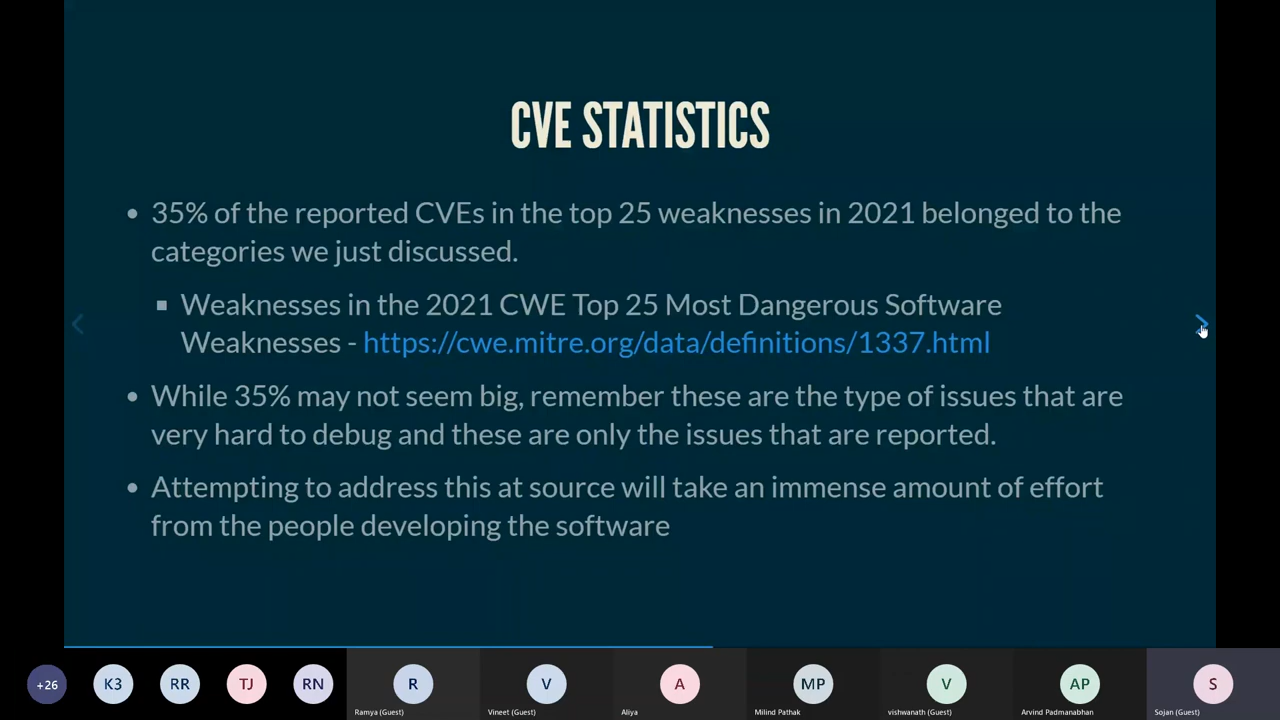 CVE STATISTICS
35% of the reported CVEs in the top 25 weaknesses in 2021 belonged to the
categories we just discussed.
Weaknesses in the 2021 CWE Top 25 Most Dangerous Software
Weaknesses - https://cwe.mitre.org/data/definitions/1337.html
While 35% may not seem big, remember these are the type of issues that are
very hard to debug and these are only the issues that are reported.
Attempting to address this at source will take an immense amount of effort
from the people developing the software
+26
K3
RR
TJ
RN
R
V
A
MP
V
AP
S
Ramya (Guest)
Vineet (Guest)
Aliya
Milind Pathak
vishwanath (Guest)
Arvind Padmanabhan
Sojan (Guest)